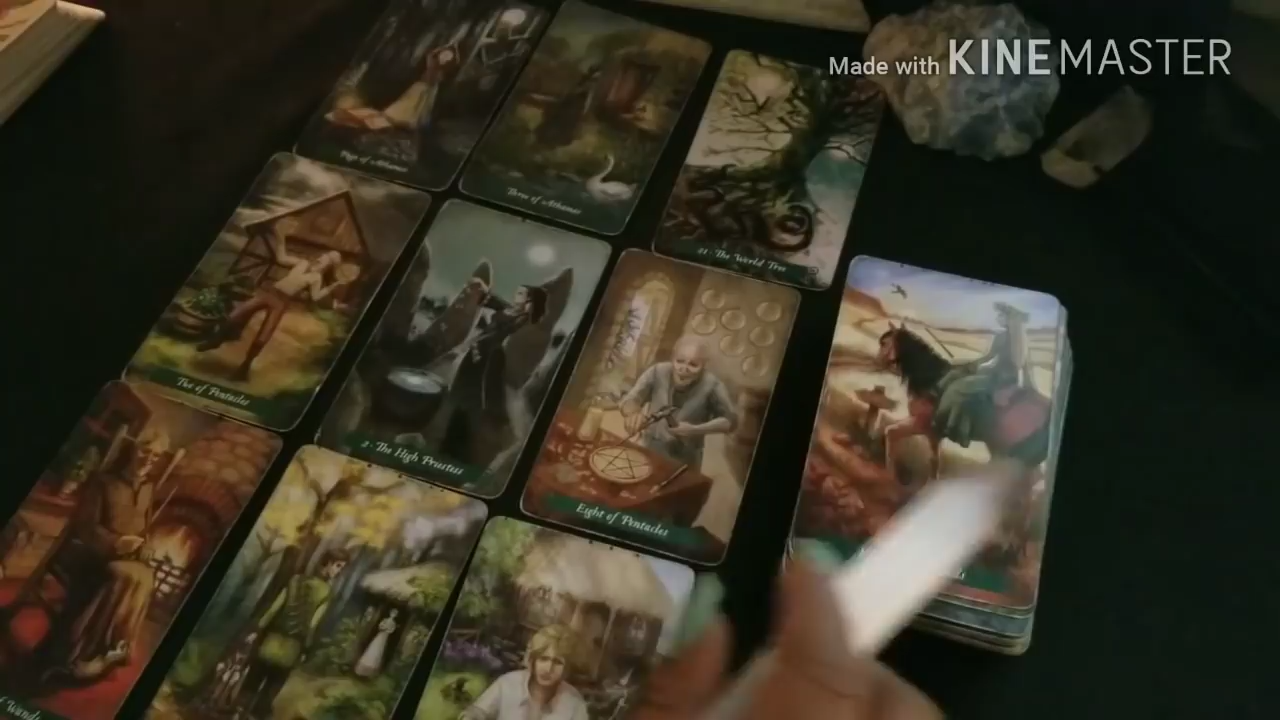 Made with KINEMASTER
Page of Athames
Three of Athames
21 · The World Tree
Two of Pentacles
2 · The High Priestess
Eight of Pentacles